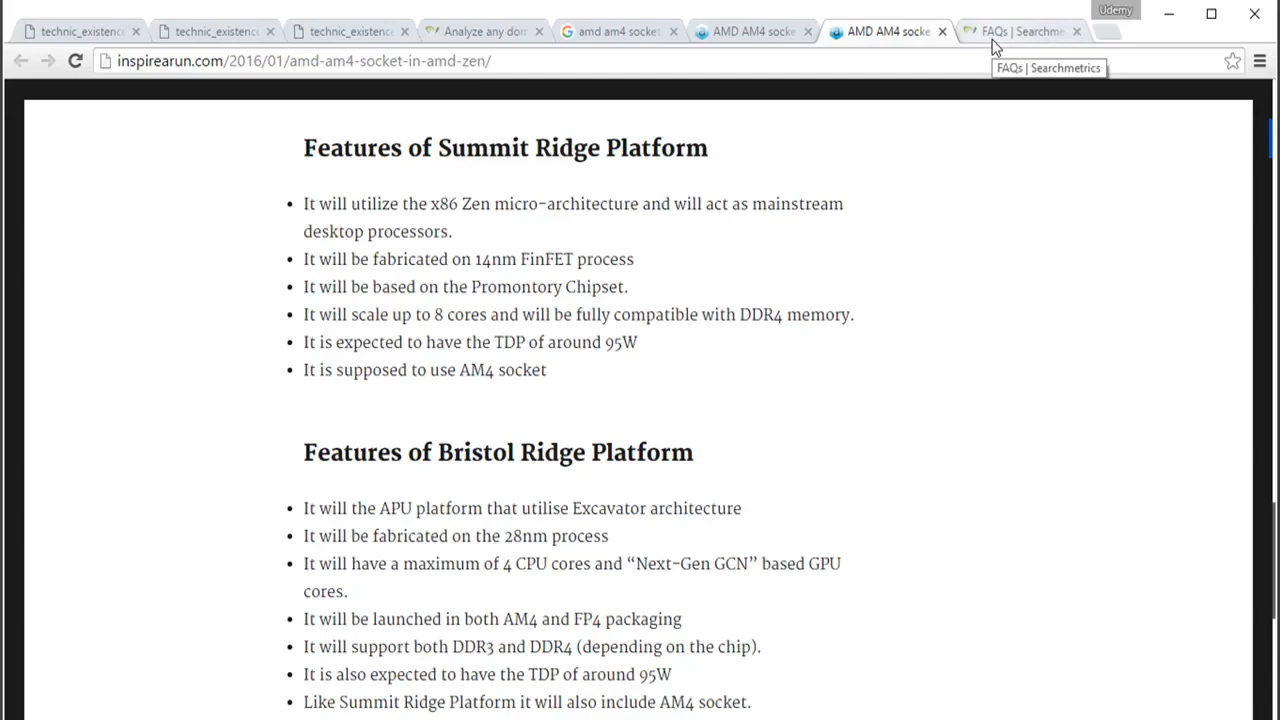 Udemy
technic_existence
technic_existenc
technic_existenc
Analyze any dom
amd am4 socket
AMD AM4 socke
AMD AM4 socke
FAQs | Searchme
inspirearun.com/2016/01/amd-am4-socket-in-amd-zen/
FAQs | Searchmetrics
Features of Summit Ridge Platform
• It will utilize the x86 Zen micro-architecture and will act as mainstream
desktop processors.
• It will be fabricated on 14nm FinFET process
• It will be based on the Promontory Chipset.
• It will scale up to 8 cores and will be fully compatible with DDR4 memory.
• It is expected to have the TDP of around 95W
• It is supposed to use AM4 socket
Features of Bristol Ridge Platform
• It will the APU platform that utilise Excavator architecture
• It will be fabricated on the 28nm process
• It will have a maximum of 4 CPU cores and “Next-Gen GCN” based GPU
cores.
• It will be launched in both AM4 and FP4 packaging
• It will support both DDR3 and DDR4 (depending on the chip).
• It is also expected to have the TDP of around 95W
• Like Summit Ridge Platform it will also include AM4 socket.